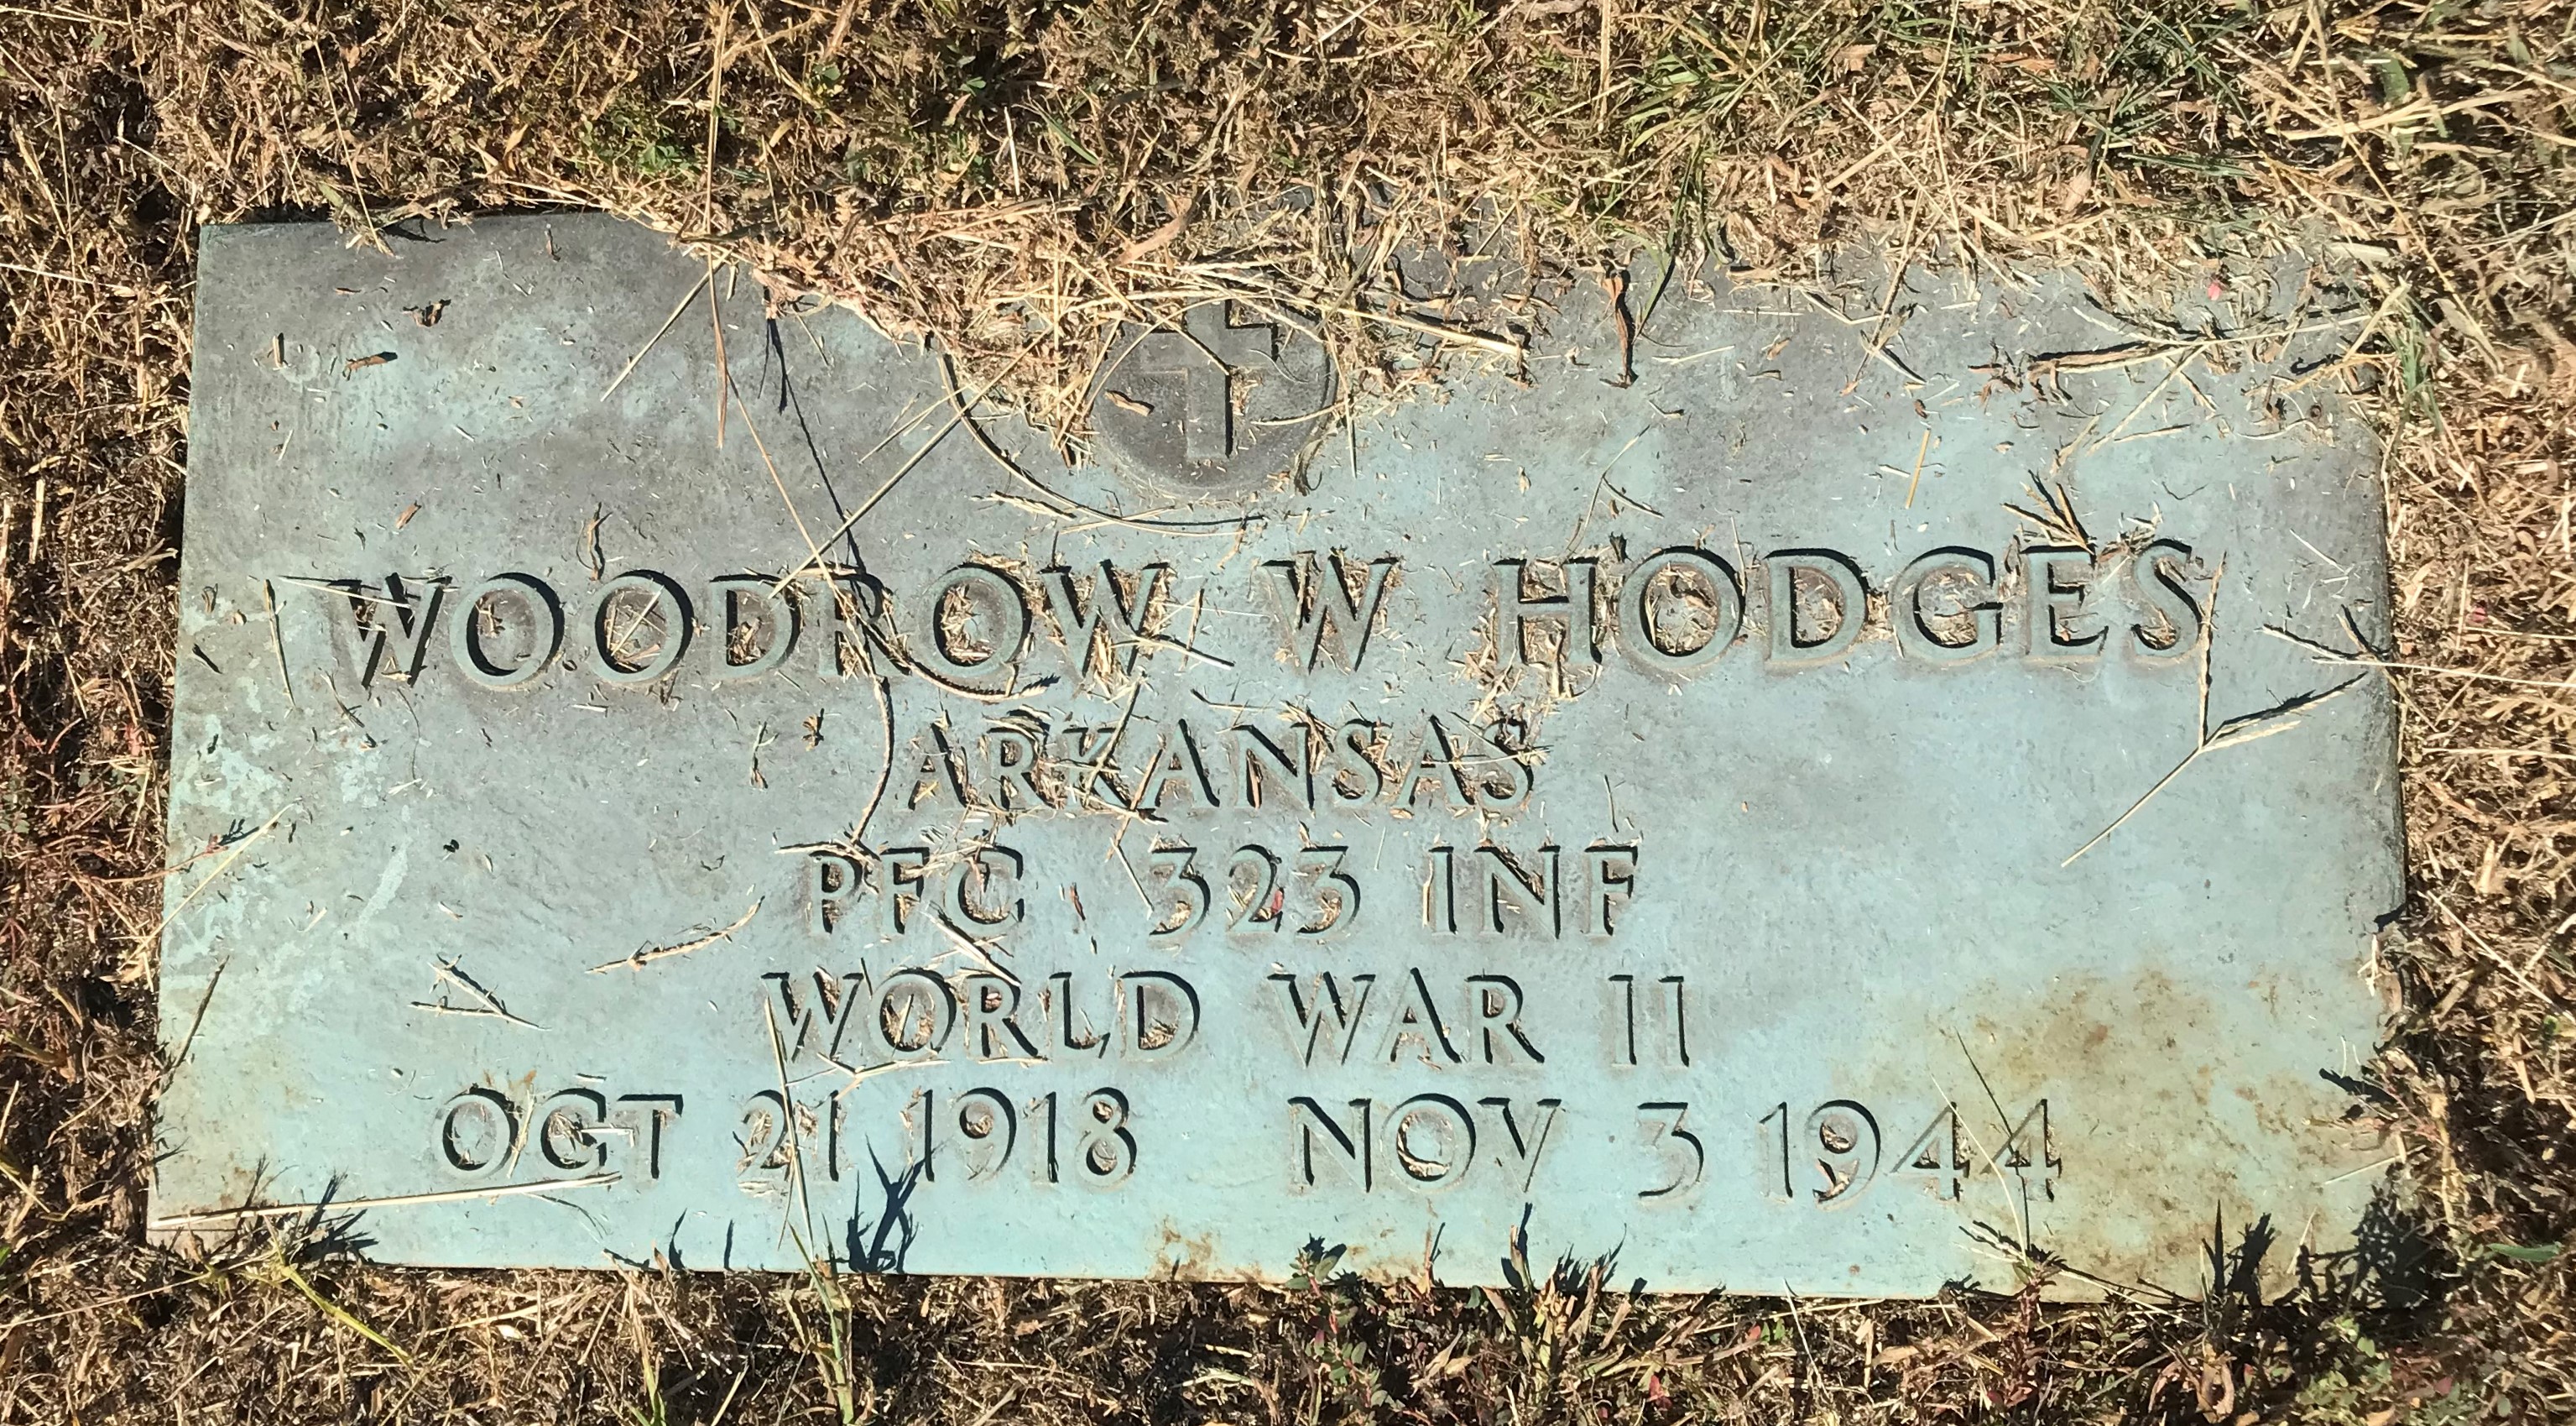 WOODROW W HODGES
ARKANSAS
PFC 323 INF
WORLD WAR II
OCT 21 1918 NOV 3 1944